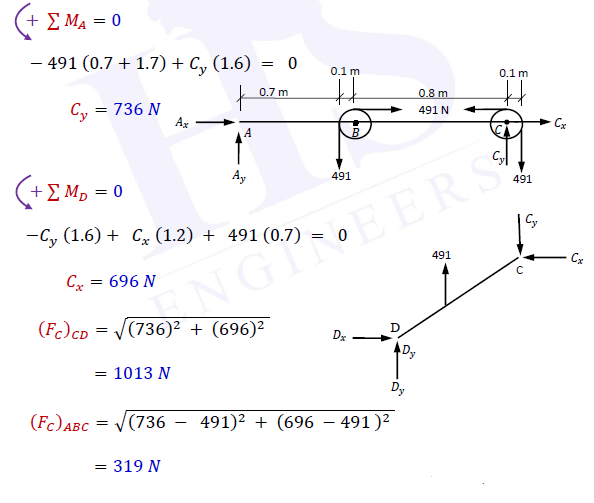 + ∑ M_A = 0
− 491 (0.7 + 1.7) + C_y (1.6) = 0
C_y = 736 N
0.1 m 0.1 m
0.7 m 0.8 m
491 N
A_x A B C C_x
A_y 491 C_y 491
+ ∑ M_D = 0
−C_y (1.6) + C_x (1.2) + 491 (0.7) = 0
C_x = 696 N
(F_C)_CD = √(736)² + (696)²
= 1013 N
(F_C)_ABC = √(736 − 491)² + (696 − 491 )²
= 319 N
C_y
491 C C_x
D_x D
D_y
D_y
HS
ENGINEERS